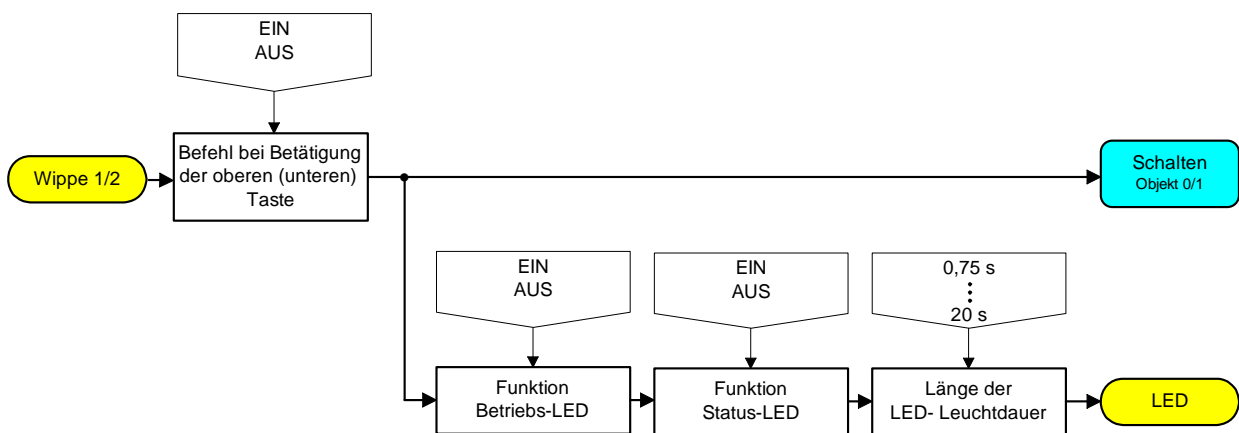 EIN
AUS
Wippe 1/2
Befehl bei Betätigung
der oberen (unteren)
Taste
Schalten
Objekt 0/1
EIN
AUS
EIN
AUS
0,75 s
20 s
Funktion
Betriebs-LED
Funktion
Status-LED
Länge der
LED- Leuchtdauer
LED